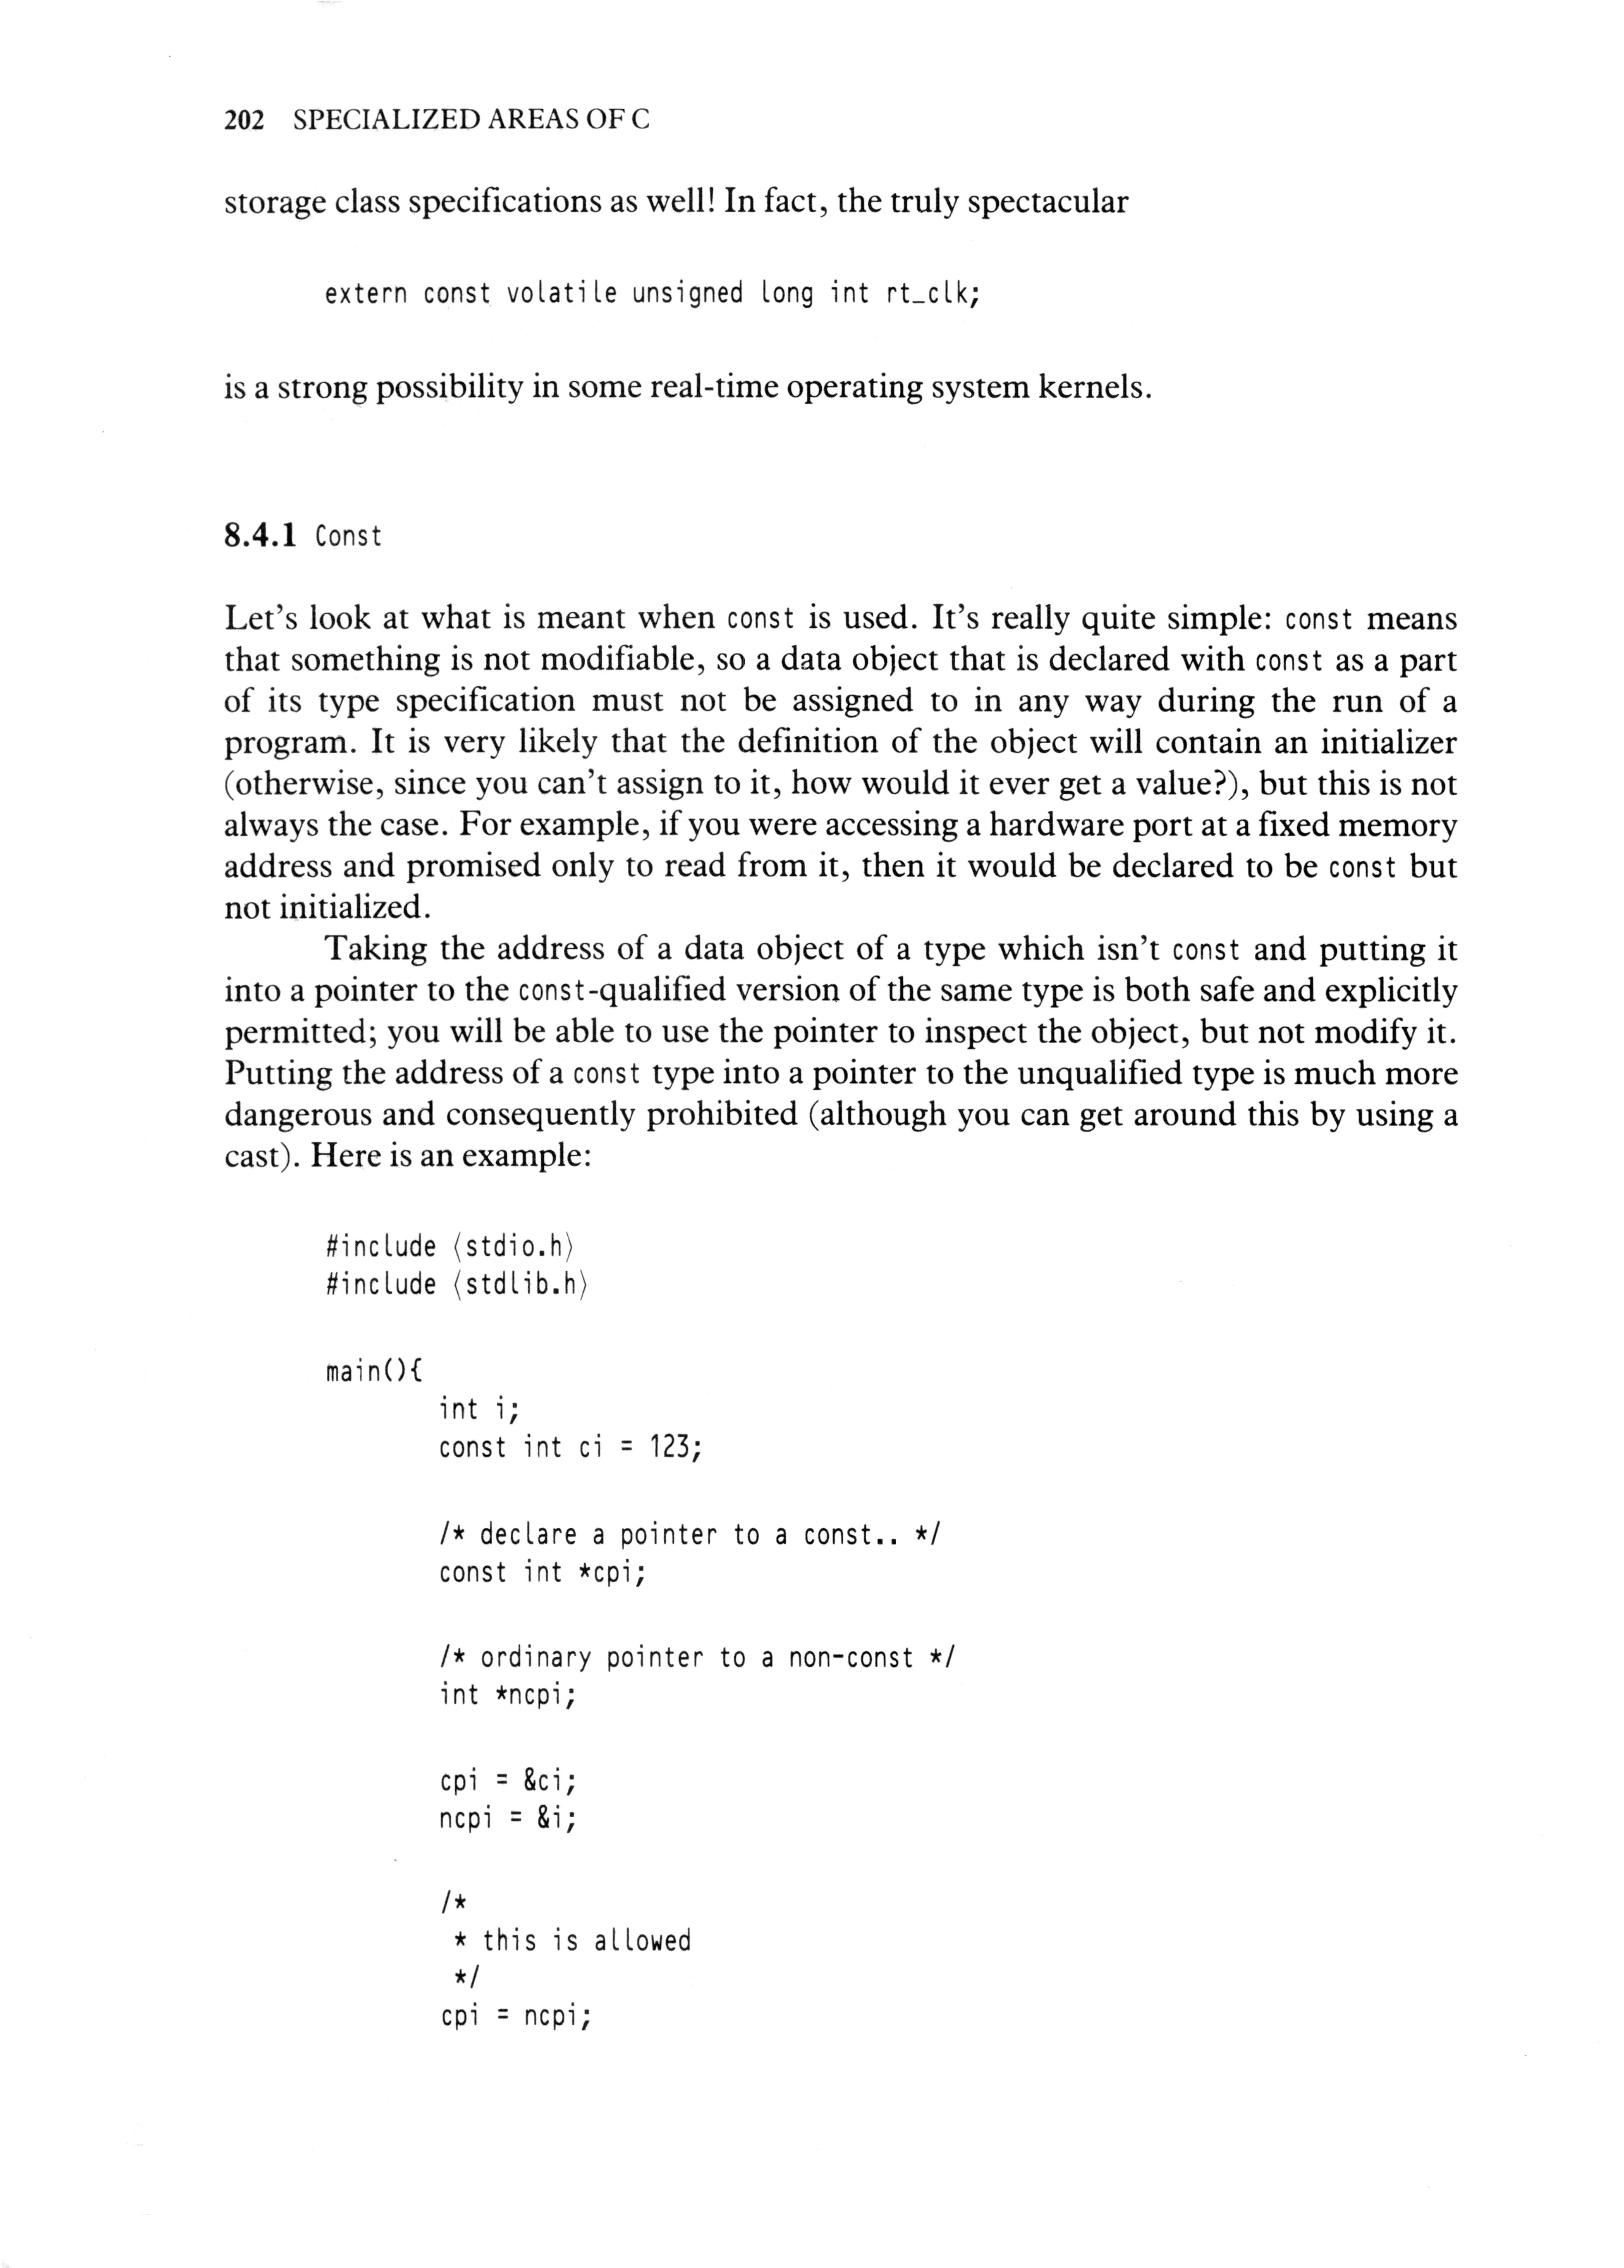 202 SPECIALIZED AREAS OF C
storage class specifications as well! In fact, the truly spectacular
extern const volatile unsigned long int rt_clk;
is a strong possibility in some real-time operating system kernels.
8.4.1 Const
Let's look at what is meant when const is used. It's really quite simple: const means
that something is not modifiable, so a data object that is declared with const as a part
of its type specification must not be assigned to in any way during the run of a
program. It is very likely that the definition of the object will contain an initializer
(otherwise, since you can't assign to it, how would it ever get a value?), but this is not
always the case. For example, if you were accessing a hardware port at a fixed memory
address and promised only to read from it, then it would be declared to be const but
not initialized.
Taking the address of a data object of a type which isn't const and putting it
into a pointer to the const-qualified version of the same type is both safe and explicitly
permitted; you will be able to use the pointer to inspect the object, but not modify it.
Putting the address of a const type into a pointer to the unqualified type is much more
dangerous and consequently prohibited (although you can get around this by using a
cast). Here is an example:
#include ⟨stdio.h⟩
#include ⟨stdlib.h⟩
main(){
int i;
const int ci = 123;
/* declare a pointer to a const.. */
const int *cpi;
/* ordinary pointer to a non-const */
int *ncpi;
cpi = &ci;
ncpi = &i;
/*
* this is allowed
*/
cpi = ncpi;